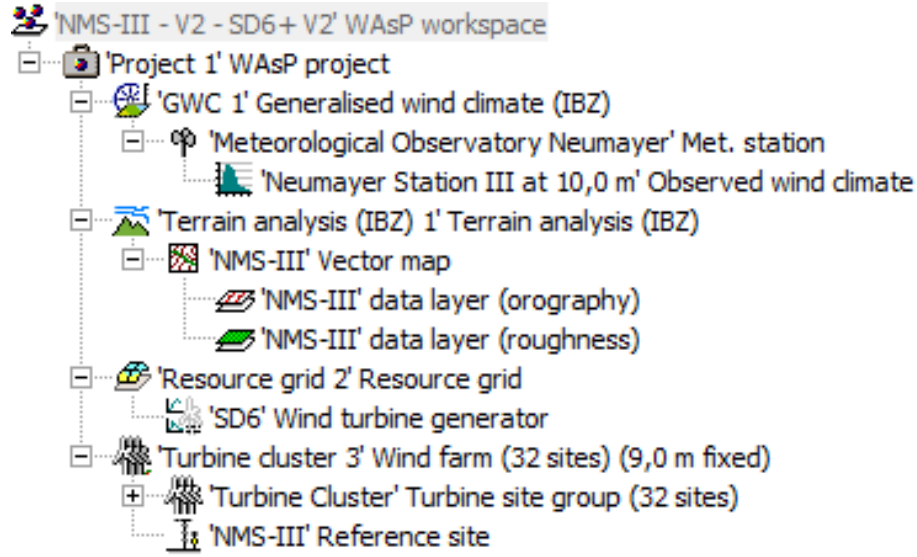 'NMS-III - V2 - SD6+ V2' WAsP workspace
'Project 1' WAsP project
'GWC 1' Generalised wind climate (IBZ)
'Meteorological Observatory Neumayer' Met. station
'Neumayer Station III at 10,0 m' Observed wind climate
'Terrain analysis (IBZ) 1' Terrain analysis (IBZ)
'NMS-III' Vector map
'NMS-III' data layer (orography)
'NMS-III' data layer (roughness)
'Resource grid 2' Resource grid
'SD6' Wind turbine generator
'Turbine cluster 3' Wind farm (32 sites) (9,0 m fixed)
'Turbine Cluster' Turbine site group (32 sites)
'NMS-III' Reference site